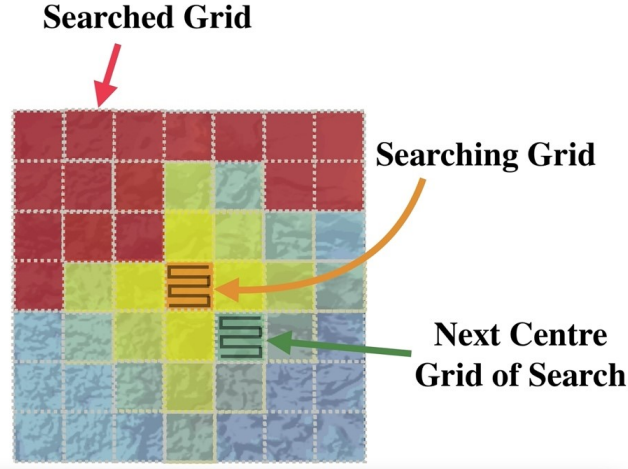 Searched Grid
Searching Grid
Next Centre
Grid of Search